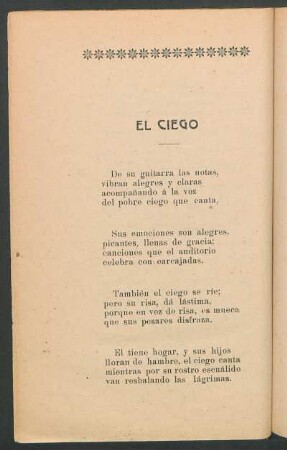 EL CIEGO
De su guitarra las notas,
vibran alegres y claras
acompañando á la voz
del pobre ciego que canta.
Sus emociones son alegres,
picantes, llenas de gracia;
canciones que el auditorio
celebra con carcajadas.
También el ciego se ríe;
pero su risa, dá lástima,
porque en vez de risa, es mueca
que sus pesares disfraza.
El tiene hogar, y sus hijos
lloran de hambre, el ciego canta
mientras por su rostro escuálido
van resbalando las lágrimas.